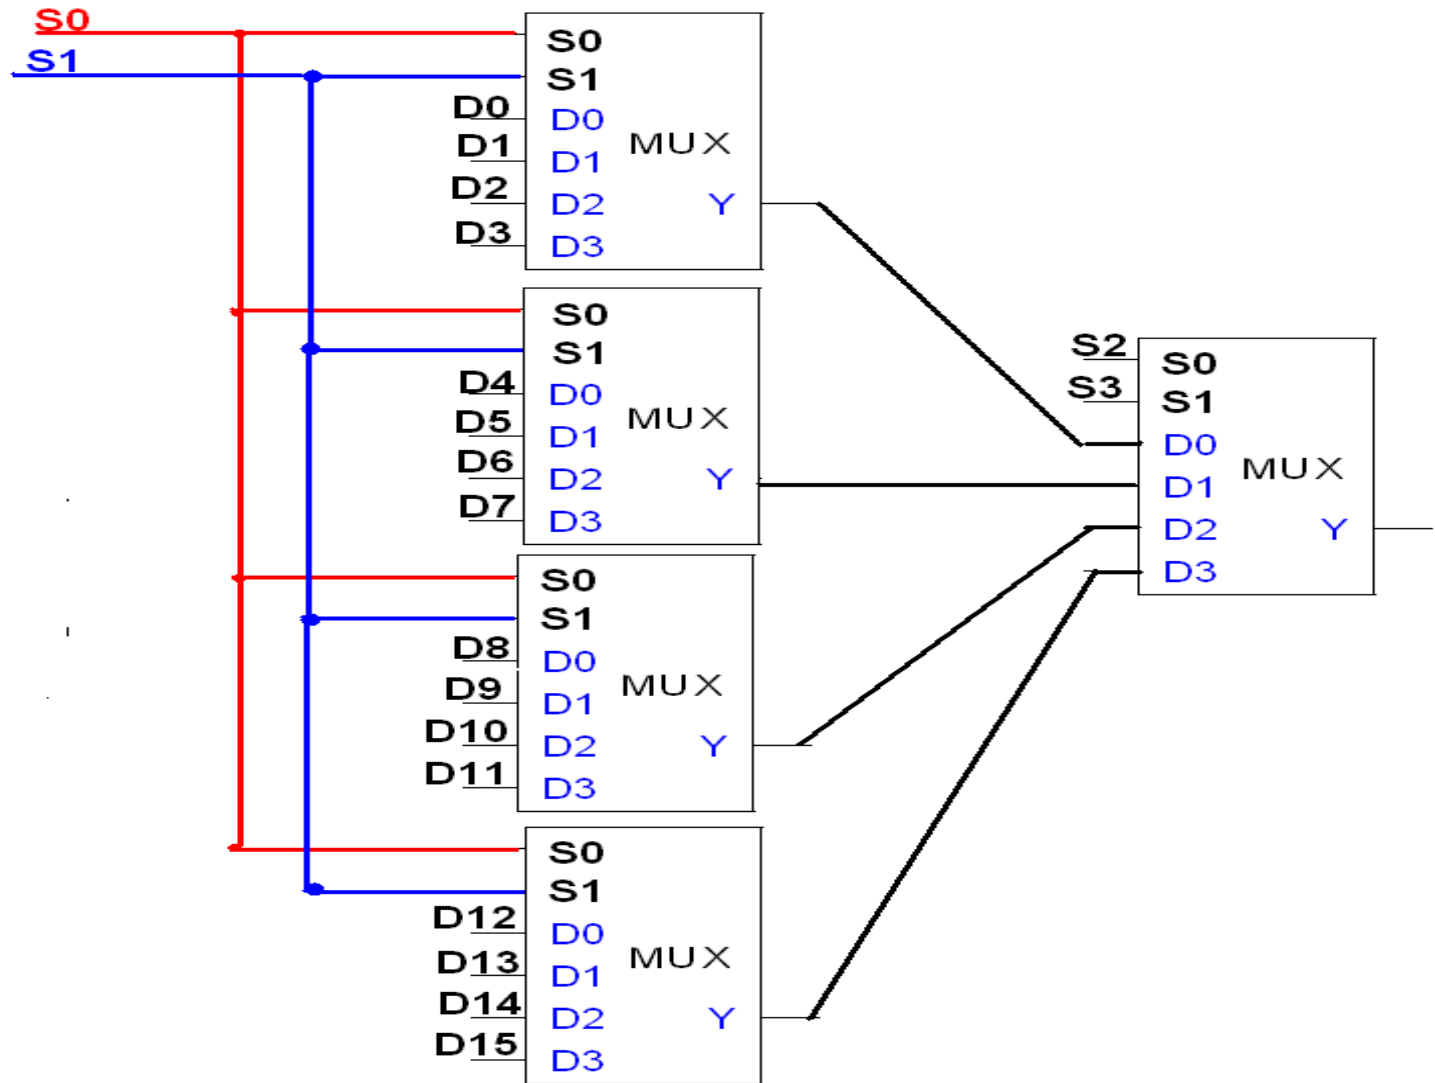 S0
S1
S0
S1
D0 D0
D1 D1
MUX
D2 D2 Y
D3 D3
S0
S1
D4 D0
D5 D1
MUX
D6 D2 Y
D7 D3
S2 S0
S3 S1
D0
D1
MUX
D2 Y
D3
S0
S1
D8 D0
D9 D1
MUX
D10 D2 Y
D11 D3
S0
S1
D12 D0
D13 D1
MUX
D14 D2 Y
D15 D3